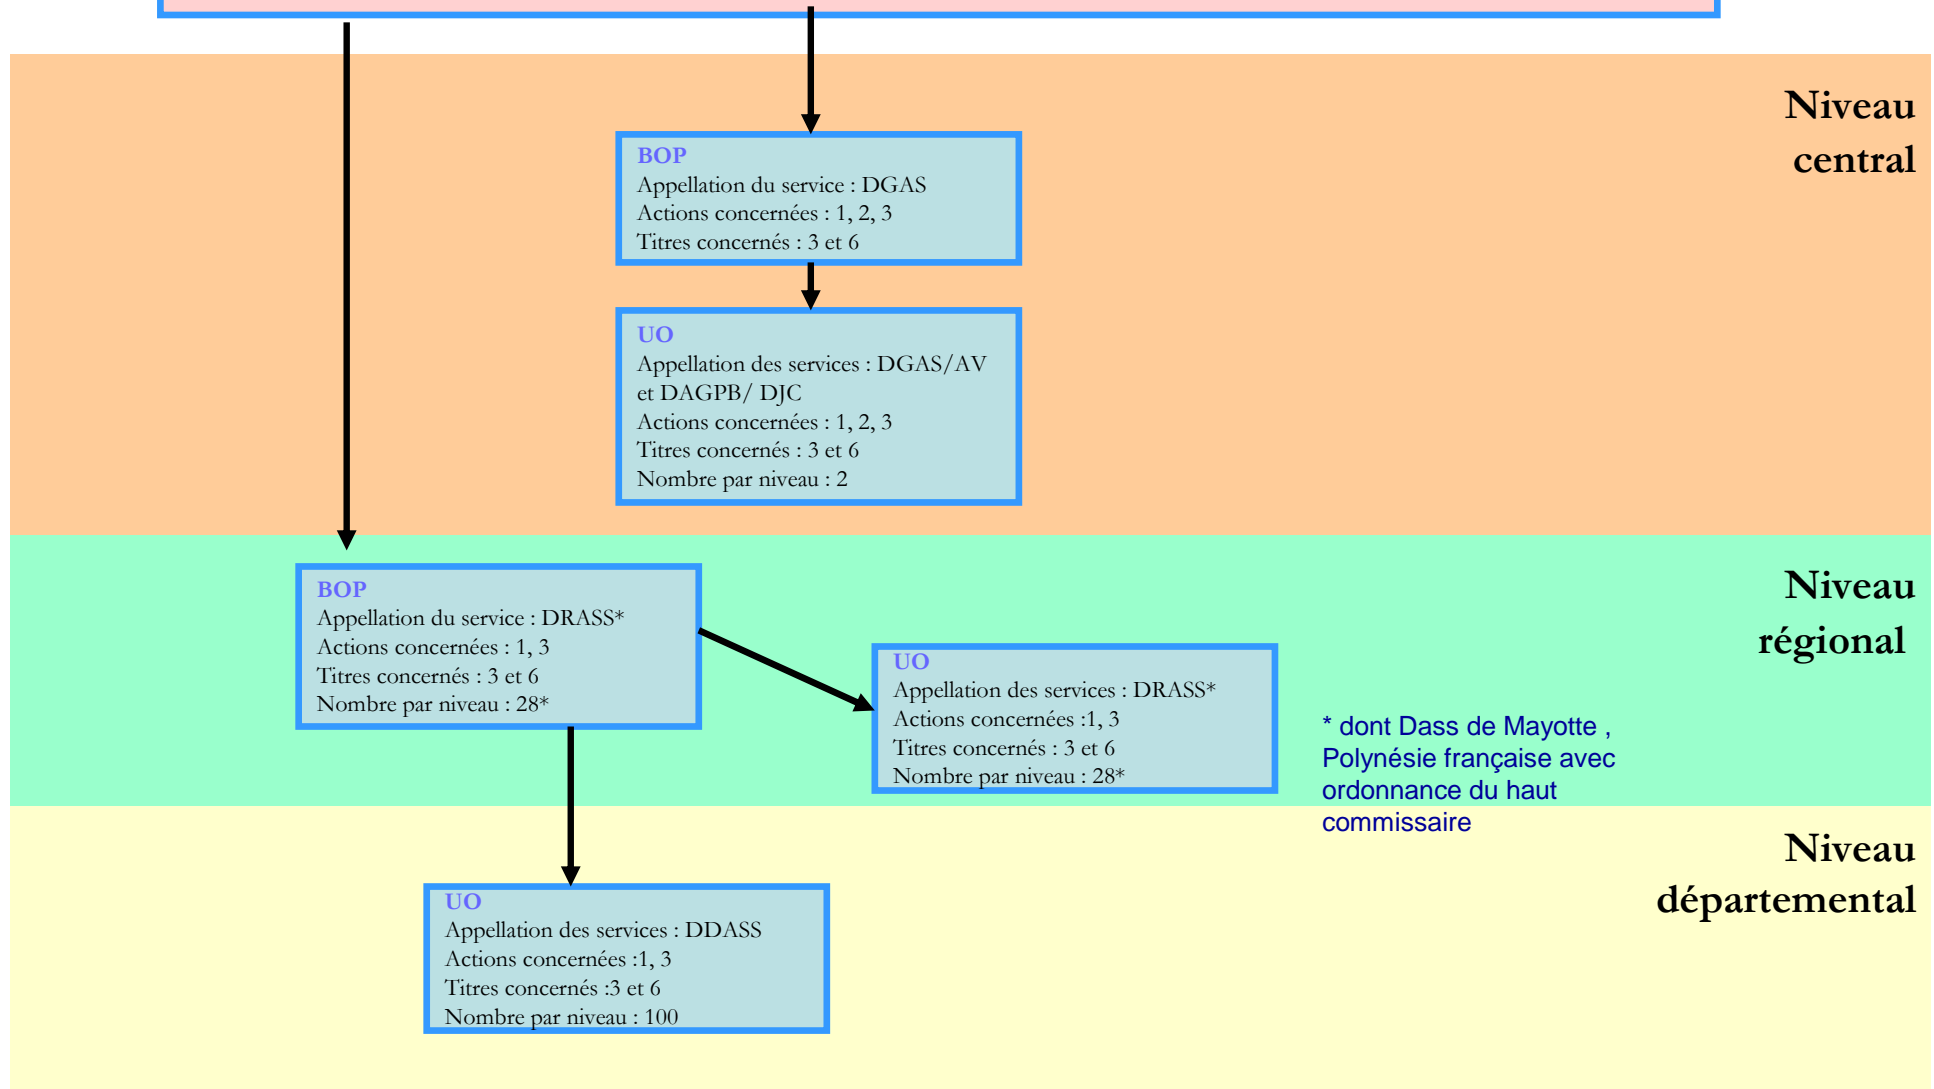 Niveau
central
BOP
Appellation du service : DGAS
Actions concernées : 1, 2, 3
Titres concernés : 3 et 6
UO
Appellation des services : DGAS/AV
et DAGPB/ DJC
Actions concernées : 1, 2, 3
Titres concernés : 3 et 6
Nombre par niveau : 2
Niveau
régional
BOP
Appellation du service : DRASS*
Actions concernées : 1, 3
Titres concernés : 3 et 6
Nombre par niveau : 28*
UO
Appellation des services : DRASS*
Actions concernées :1, 3
Titres concernés : 3 et 6
Nombre par niveau : 28*
* dont Dass de Mayotte ,
Polynésie française avec
ordonnance du haut
commissaire
Niveau
départemental
UO
Appellation des services : DDASS
Actions concernées :1, 3
Titres concernés :3 et 6
Nombre par niveau : 100